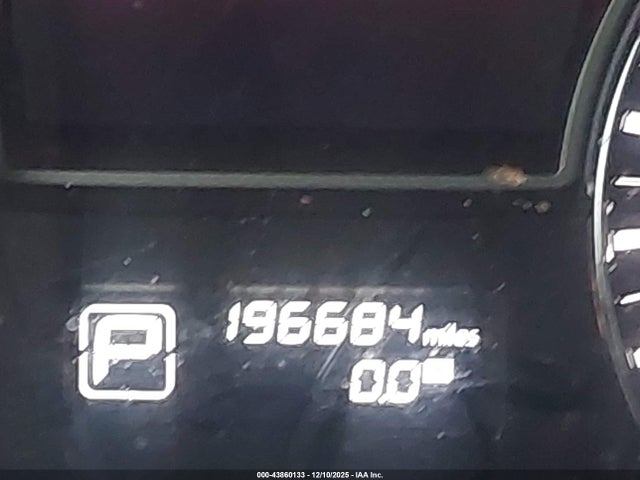 196684 miles
P
0.0
000-43860133 - 12/10/2025 - IAA Inc.